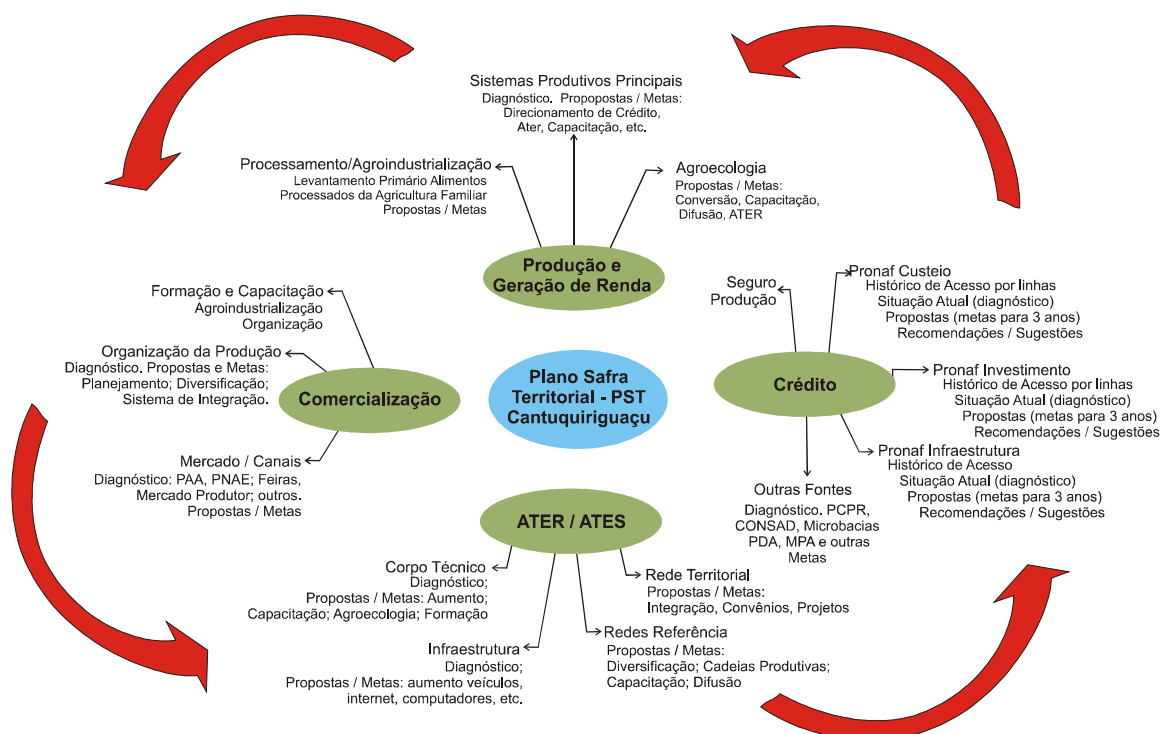 Sistemas Produtivos Principais
Diagnóstico. Propopostas / Metas:
Direcionamento de Crédito,
Ater, Capacitação, etc.
Processamento/Agroindustrialização
Levantamento Primário Alimentos
Processados da Agricultura Familiar
Propostas / Metas
Agroecologia
Propostas / Metas:
Conversão, Capacitação,
Difusão, ATER
Produção e
Geração de Renda
Formação e Capacitação
Agroindustrialização
Organização
Organização da Produção
Diagnóstico. Propostas e Metas:
Planejamento; Diversificação;
Sistema de Integração.
Comercialização
Mercado / Canais
Diagnóstico: PAA, PNAE; Feiras,
Mercado Produtor; outros.
Propostas / Metas
Plano Safra
Territorial - PST
Cantuquiriguaçu
Seguro
Produção
Crédito
Pronaf Custeio
Histórico de Acesso por linhas
Situação Atual (diagnóstico)
Propostas (metas para 3 anos)
Recomendações / Sugestões
Pronaf Investimento
Histórico de Acesso por linhas
Situação Atual (diagnóstico)
Propostas (metas para 3 anos)
Recomendações / Sugestões
Pronaf Infraestrutura
Histórico de Acesso
Situação Atual (diagnóstico)
Propostas (metas para 3 anos)
Recomendações / Sugestões
Outras Fontes
Diagnóstico. PCPR,
CONSAD, Microbacias
PDA, MPA e outras
Metas
ATER / ATES
Corpo Técnico
Diagnóstico;
Propostas / Metas: Aumento;
Capacitação; Agroecologia; Formação
Infraestrutura
Diagnóstico;
Propostas / Metas: aumento veículos,
internet, computadores, etc.
Rede Territorial
Propostas / Metas:
Integração, Convênios, Projetos
Redes Referência
Propostas / Metas:
Diversificação; Cadeias Produtivas;
Capacitação; Difusão